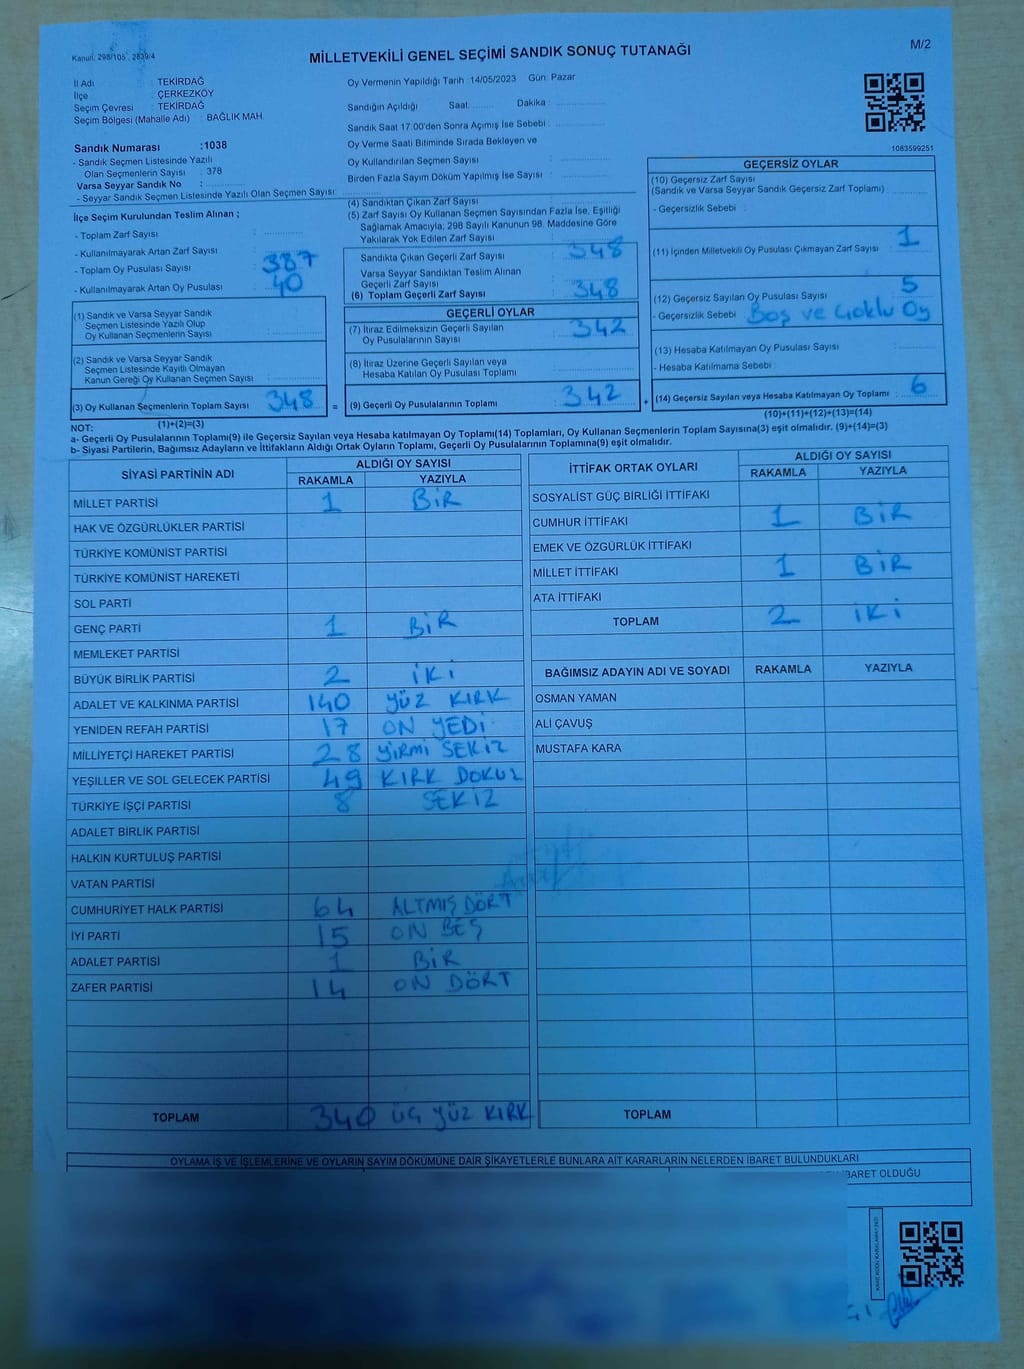 Kanun: 298/105, 2839/4
MİLLETVEKİLİ GENEL SEÇİMİ SANDIK SONUÇ TUTANAĞI
M/2
İl Adı : TEKİRDAĞ
İlçe : ÇERKEZKÖY
Seçim Çevresi : TEKİRDAĞ
Seçim Bölgesi (Mahalle Adı) : BAĞLIK MAH.
Sandık Numarası : 1038
- Sandık Seçmen Listesinde Yazılı
Olan Seçmenlerin Sayısı : 378
Varsa Seyyar Sandık No :
- Seyyar Sandık Seçmen Listesinde Yazılı Olan Seçmen Sayısı:
Oy Vermenin Yapıldığı Tarih 14/05/2023 Gün: Pazar
Sandığın Açıldığı Saat: Dakika :
Sandık Saat 17.00'den Sonra Açımış İse Sebebi :
Oy Verme Saati Bitiminde Sırada Bekleyen ve
Oy Kullandırılan Seçmen Sayısı :
Birden Fazla Sayım Döküm Yapılmış İse Sayısı :
1083599251
İlçe Seçim Kurulundan Teslim Alınan ;
- Toplam Zarf Sayısı :
- Kullanılmayarak Artan Zarf Sayısı :
- Toplam Oy Pusulası Sayısı : 387
- Kullanılmayarak Artan Oy Pusulası : 40
(1) Sandık ve Varsa Seyyar Sandık
Seçmen Listesinde Yazılı Olup
Oy Kullanan Seçmenlerin Sayısı :
(2) Sandık ve Varsa Seyyar Sandık
Seçmen Listesinde Kayıtlı Olmayan
Kanun Gereği Oy Kullanan Seçmen Sayısı :
(3) Oy Kullanan Seçmenlerin Toplam Sayısı : 348
(1)+(2)=(3)
(4) Sandıktan Çıkan Zarf Sayısı :
(5) Zarf Sayısı Oy Kullanan Seçmen Sayısından Fazla İse, Eşitliği
Sağlamak Amacıyla, 298 Sayılı Kanunun 98. Maddesine Göre
Yakılarak Yok Edilen Zarf Sayısı :
Sandıkta Çıkan Geçerli Zarf Sayısı : 348
Varsa Seyyar Sandıktan Teslim Alınan
Geçerli Zarf Sayısı :
(6) Toplam Geçerli Zarf Sayısı : 348
GEÇERLİ OYLAR
(7) İtiraz Edilmeksizin Geçerli Sayılan
Oy Pusulalarının Sayısı : 342
(8) İtiraz Üzerine Geçerli Sayılan veya
Hesaba Katılan Oy Pusulası Toplamı :
= (9) Geçerli Oy Pusulalarının Toplamı : 342
GEÇERSİZ OYLAR
(10) Geçersiz Zarf Sayısı
(Sandık ve Varsa Seyyar Sandık Geçersiz Zarf Toplamı) :
- Geçersizlik Sebebi :
(11) İçinden Milletvekili Oy Pusulası Çıkmayan Zarf Sayısı : 1
(12) Geçersiz Sayılan Oy Pusulası Sayısı : 5
- Geçersizlik Sebebi : Boş ve Çoklu Oy
(13) Hesaba Katılmayan Oy Pusulası Sayısı :
- Hesaba Katılmama Sebebi :
+ (14) Geçersiz Sayılan veya Hesaba Katılmayan Oy Toplamı : 6
(10)+(11)+(12)+(13)=(14)
NOT:
a- Geçerli Oy Pusulalarının Toplamı(9) ile Geçersiz Sayılan veya Hesaba katılmayan Oy Toplamı(14) Toplamları, Oy Kullanan Seçmenlerin Toplam Sayısına(3) eşit olmalıdır. (9)+(14)=(3)
b- Siyasi Partilerin, Bağımsız Adayların ve İttifakların Aldığı Ortak Oyların Toplamı, Geçerli Oy Pusulalarının Toplamına(9) eşit olmalıdır.
SİYASİ PARTİNİN ADI ALDIĞI OY SAYISI
RAKAMLA YAZIYLA
MİLLET PARTİSİ 1 BİR
HAK VE ÖZGÜRLÜKLER PARTİSİ
TÜRKİYE KOMÜNİST PARTİSİ
TÜRKİYE KOMÜNİST HAREKETİ
SOL PARTİ
GENÇ PARTİ 1 BİR
MEMLEKET PARTİSİ
BÜYÜK BİRLİK PARTİSİ 2 İKİ
ADALET VE KALKINMA PARTİSİ 140 YÜZ KIRK
YENİDEN REFAH PARTİSİ 17 ON YEDİ
MİLLİYETÇİ HAREKET PARTİSİ 28 YİRMİ SEKİZ
YEŞİLLER VE SOL GELECEK PARTİSİ 49 KIRK DOKUZ
TÜRKİYE İŞÇİ PARTİSİ 8 SEKİZ
ADALET BİRLİK PARTİSİ
HALKIN KURTULUŞ PARTİSİ
VATAN PARTİSİ
CUMHURİYET HALK PARTİSİ 64 ALTMIŞ DÖRT
İYİ PARTİ 15 ON BEŞ
ADALET PARTİSİ 1 BİR
ZAFER PARTİSİ 14 ON DÖRT
TOPLAM 340 ÜÇ YÜZ KIRK
İTTİFAK ORTAK OYLARI ALDIĞI OY SAYISI
RAKAMLA YAZIYLA
SOSYALİST GÜÇ BİRLİĞİ İTTİFAKI
CUMHUR İTTİFAKI 1 BİR
EMEK VE ÖZGÜRLÜK İTTİFAKI
MİLLET İTTİFAKI 1 BİR
ATA İTTİFAKI
TOPLAM 2 İKİ
BAĞIMSIZ ADAYIN ADI VE SOYADI RAKAMLA YAZIYLA
OSMAN YAMAN
ALİ ÇAVUŞ
MUSTAFA KARA
TOPLAM
OYLAMA İŞ VE İŞLEMLERİNE VE OYLARIN SAYIM DÖKÜMÜNE DAİR ŞİKAYETLERLE BUNLARA AİT KARARLARIN NELERDEN İBARET BULUNDUKLARI
İBARET OLDUĞU